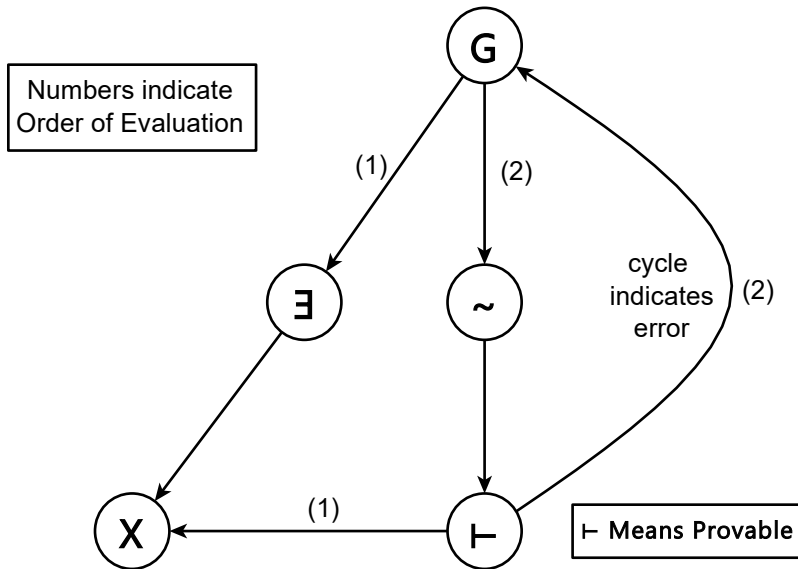 G
Numbers indicate
Order of Evaluation
(1)
(2)
∃
~
cycle
indicates
error
(2)
X
(1)
⊢
⊢ Means Provable